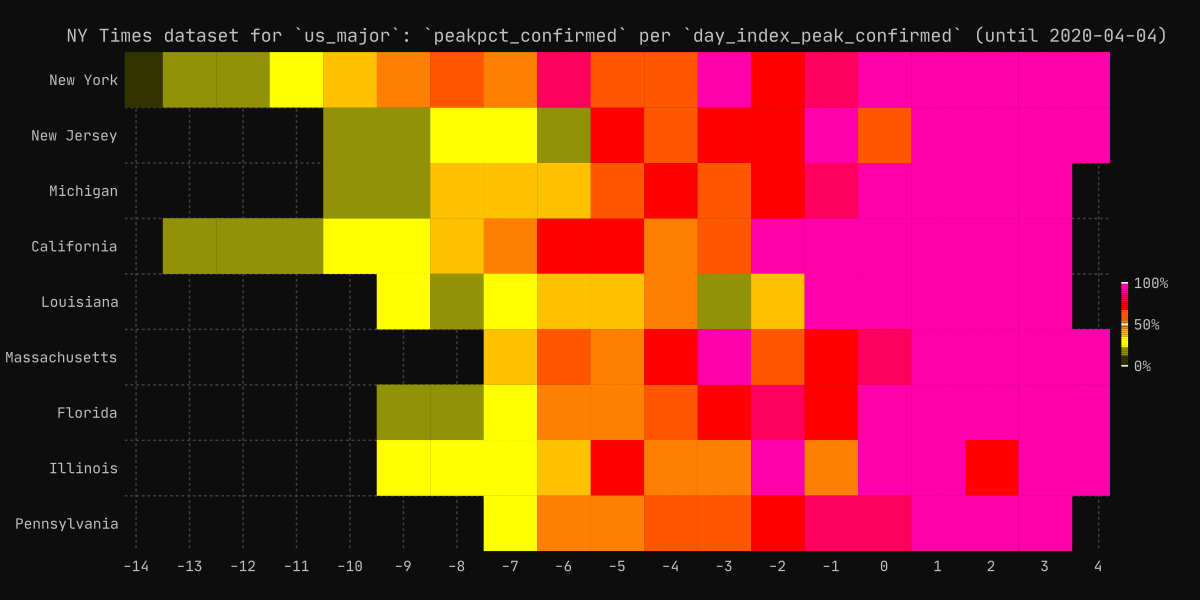 NY Times dataset for `us_major`: `peakpct_confirmed` per `day_index_peak_confirmed` (until 2020-04-04)
New York
New Jersey
Michigan
California
Louisiana
Massachusetts
Florida
Illinois
Pennsylvania
100%
50%
0%
-14 -13 -12 -11 -10 -9 -8 -7 -6 -5 -4 -3 -2 -1 0 1 2 3 4